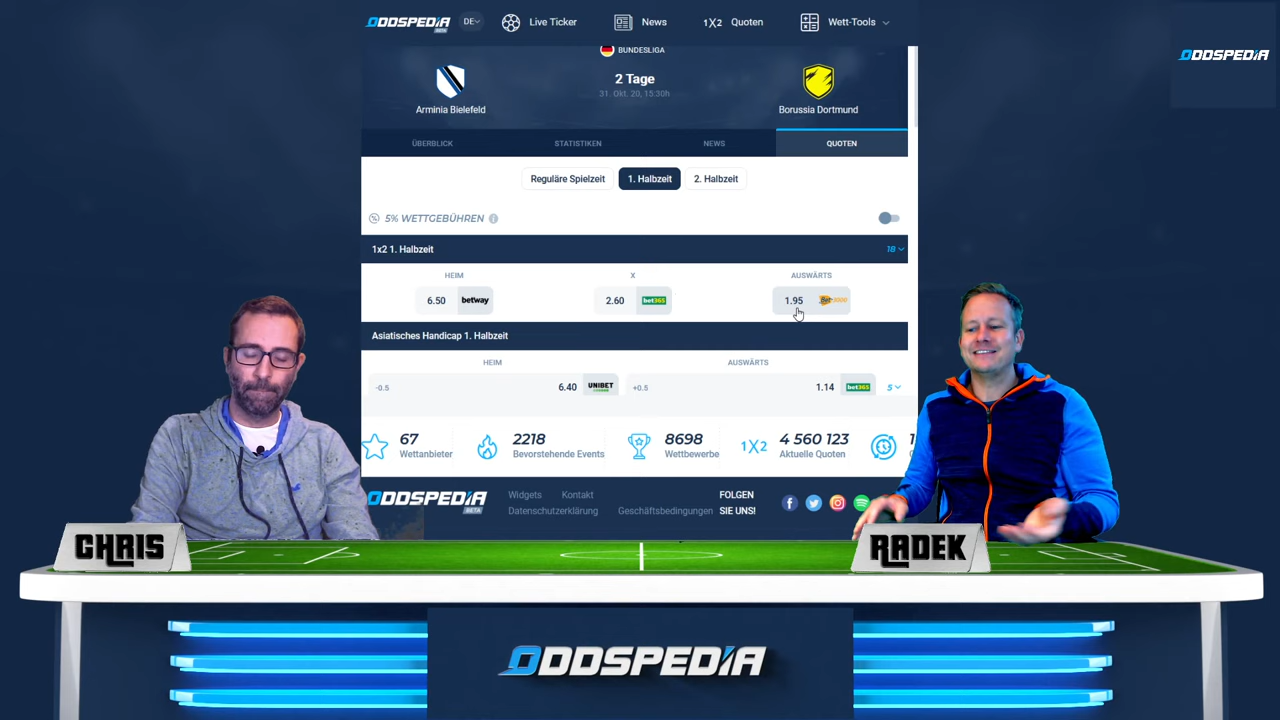 ODDSPEDIA
BETA
DE
Live Ticker
News
1X2 Quoten
Wett-Tools
ODDSPEDIA
BUNDESLIGA
2 Tage
31. Okt. 20, 15:30h
Arminia Bielefeld
Borussia Dortmund
ÜBERBLICK
STATISTIKEN
NEWS
QUOTEN
Reguläre Spielzeit
1. Halbzeit
2. Halbzeit
5% WETTGEBÜHREN
1x2 1. Halbzeit
18
HEIM
X
AUSWÄRTS
6.50 betway
2.60 bet365
1.95 Bet3000
Asiatisches Handicap 1. Halbzeit
HEIM
AUSWÄRTS
-0.5
6.40 UNIBET
+0.5
1.14 bet365
5
67
Wettanbieter
2218
Bevorstehende Events
8698
Wettbewerbe
1X2
4 560 123
Aktuelle Quoten
ODDSPEDIA
BETA
Widgets
Kontakt
Datenschutzerklärung
Geschäftsbedingungen
FOLGEN
SIE UNS!
CHRIS
RADEK
ODDSPEDIA